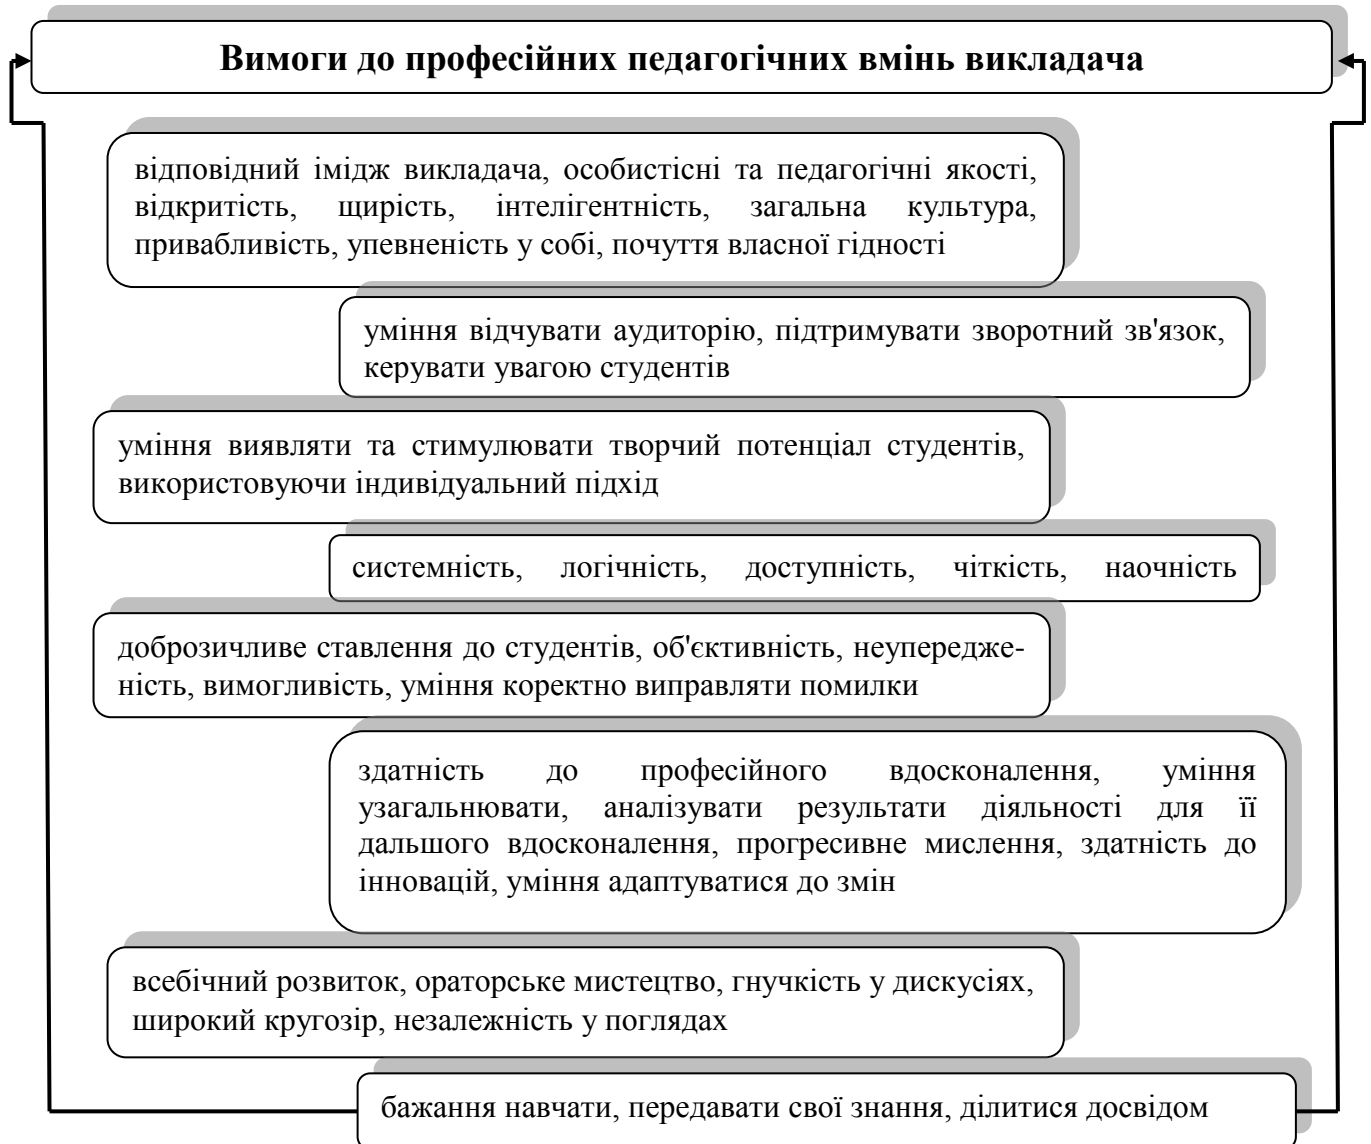 Вимоги до професійних педагогічних вмінь викладача
відповідний імідж викладача, особистісні та педагогічні якості,
відкритість, щирість, інтелігентність, загальна культура,
привабливість, упевненість у собі, почуття власної гідності
уміння відчувати аудиторію, підтримувати зворотний зв'язок,
керувати увагою студентів
уміння виявляти та стимулювати творчий потенціал студентів,
використовуючи індивідуальний підхід
системність, логічність, доступність, чіткість, наочність
доброзичливе ставлення до студентів, об'єктивність, неупередже-
ність, вимогливість, уміння коректно виправляти помилки
здатність до професійного вдосконалення, уміння
узагальнювати, аналізувати результати діяльності для її
дальшого вдосконалення, прогресивне мислення, здатність до
інновацій, уміння адаптуватися до змін
всебічний розвиток, ораторське мистецтво, гнучкість у дискусіях,
широкий кругозір, незалежність у поглядах
бажання навчати, передавати свої знання, ділитися досвідом